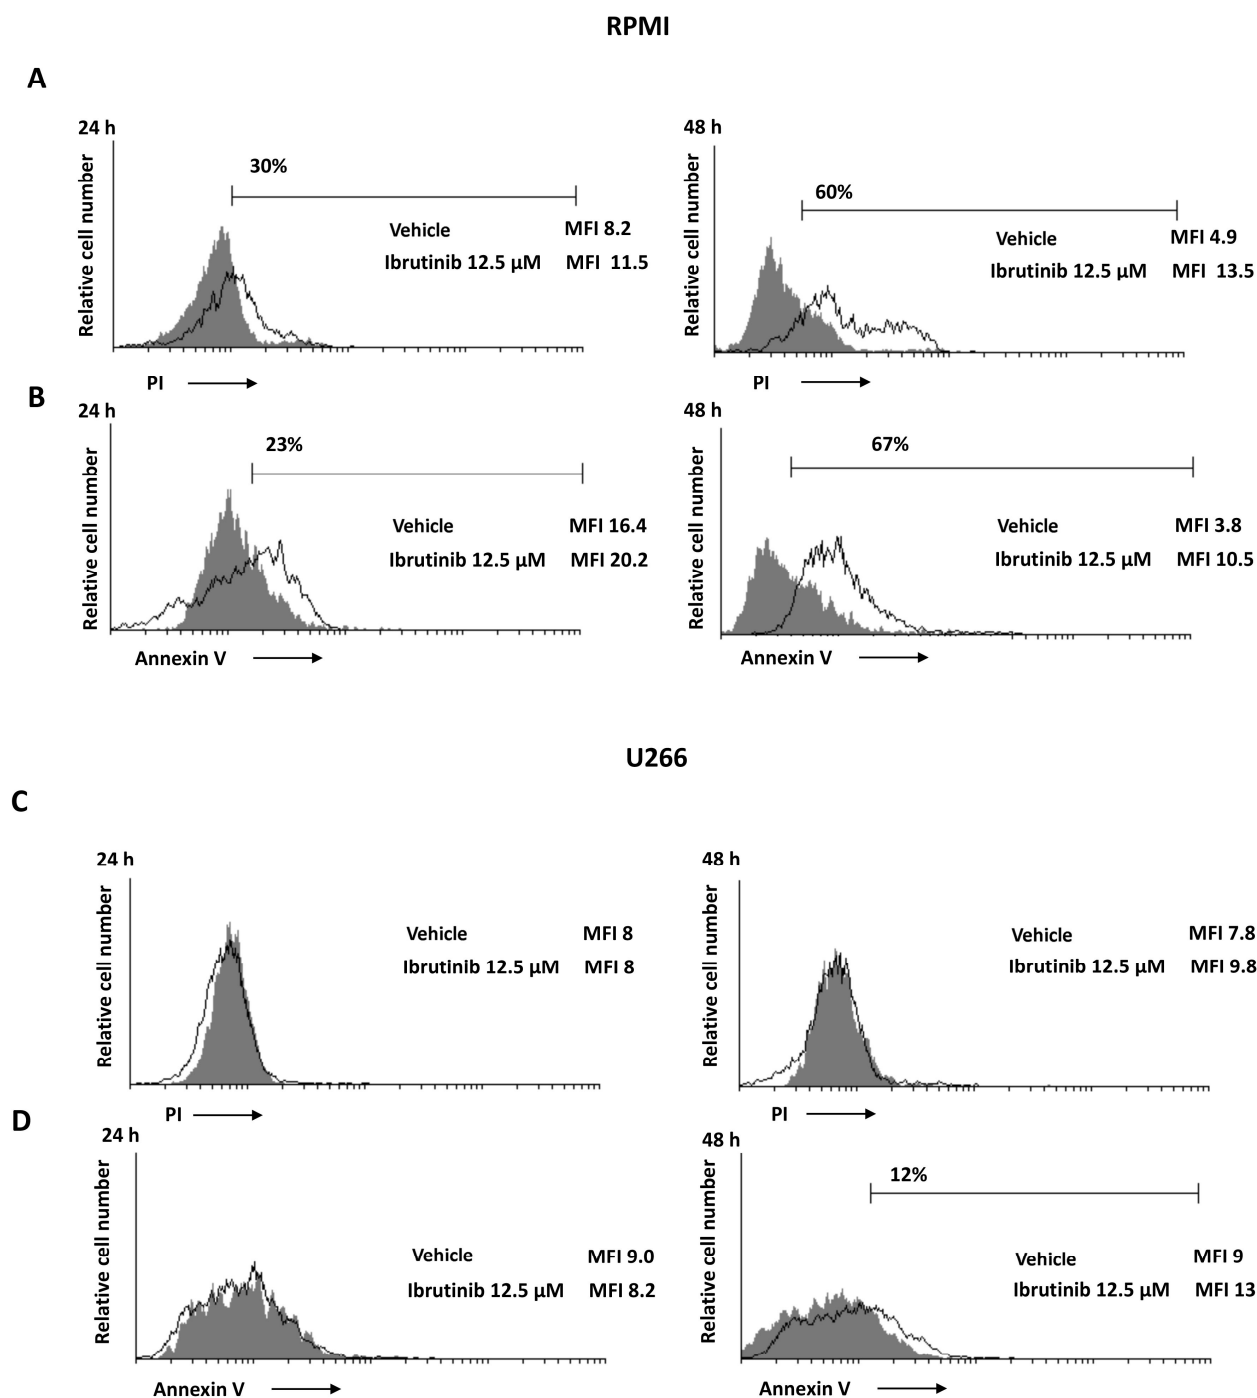 RPMI
A
24 h
48 h
30%
60%
Relative cell number
Vehicle MFI 8.2
Ibrutinib 12.5 μM MFI 11.5
Relative cell number
Vehicle MFI 4.9
Ibrutinib 12.5 μM MFI 13.5
PI
PI
B
24 h
48 h
23%
67%
Relative cell number
Vehicle MFI 16.4
Ibrutinib 12.5 μM MFI 20.2
Relative cell number
Vehicle MFI 3.8
Ibrutinib 12.5 μM MFI 10.5
Annexin V
Annexin V
U266
C
24 h
48 h
Relative cell number
Vehicle MFI 8
Ibrutinib 12.5 μM MFI 8
Relative cell number
Vehicle MFI 7.8
Ibrutinib 12.5 μM MFI 9.8
PI
PI
D
24 h
48 h
12%
Relative cell number
Vehicle MFI 9.0
Ibrutinib 12.5 μM MFI 8.2
Relative cell number
Vehicle MFI 9
Ibrutinib 12.5 μM MFI 13
Annexin V
Annexin V